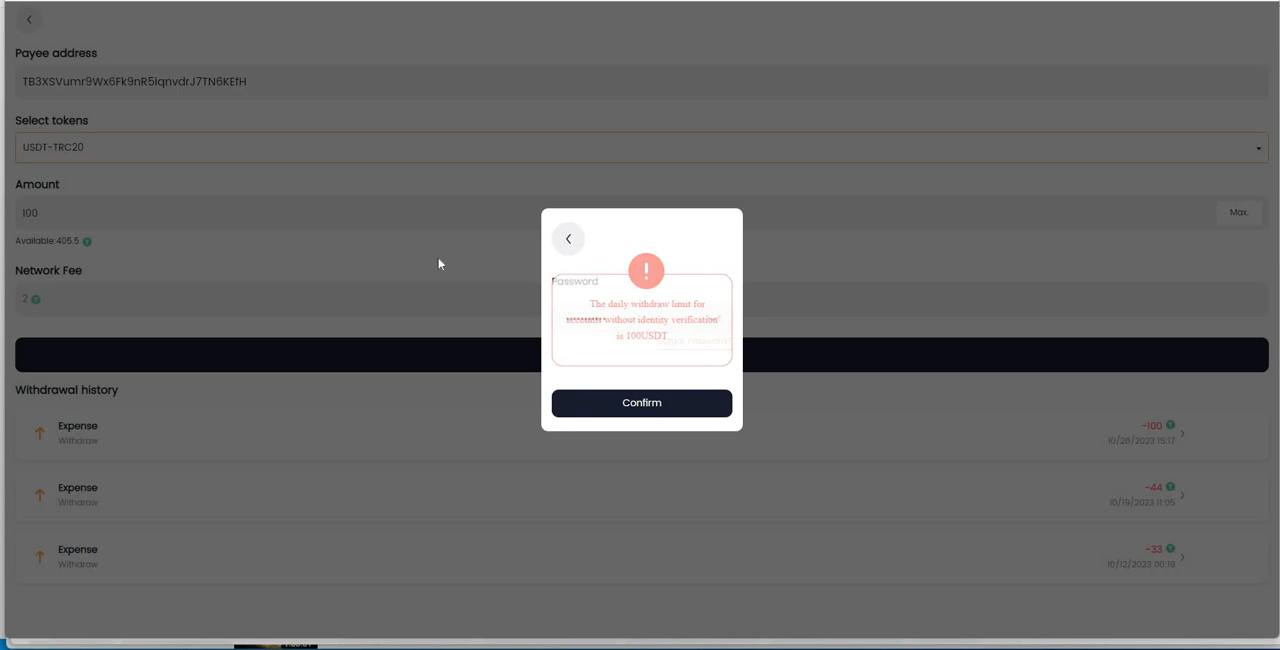 Payee address
TB3XSVumr9Wx6Fk9nR5iqnvdrJ7TN6KEfH
Select tokens
USDT-TRC20
Amount
100
Max.
Available:405.5
Network Fee
2
Password
The daily withdraw limit for
accounts without identity verification
is 100USDT
Forgot Password?
Confirm
Withdrawal history
Expense
-100
Withdraw
10/28/2023 15:17
Expense
-44
Withdraw
10/19/2023 11:05
Expense
-33
Withdraw
10/12/2023 00:19